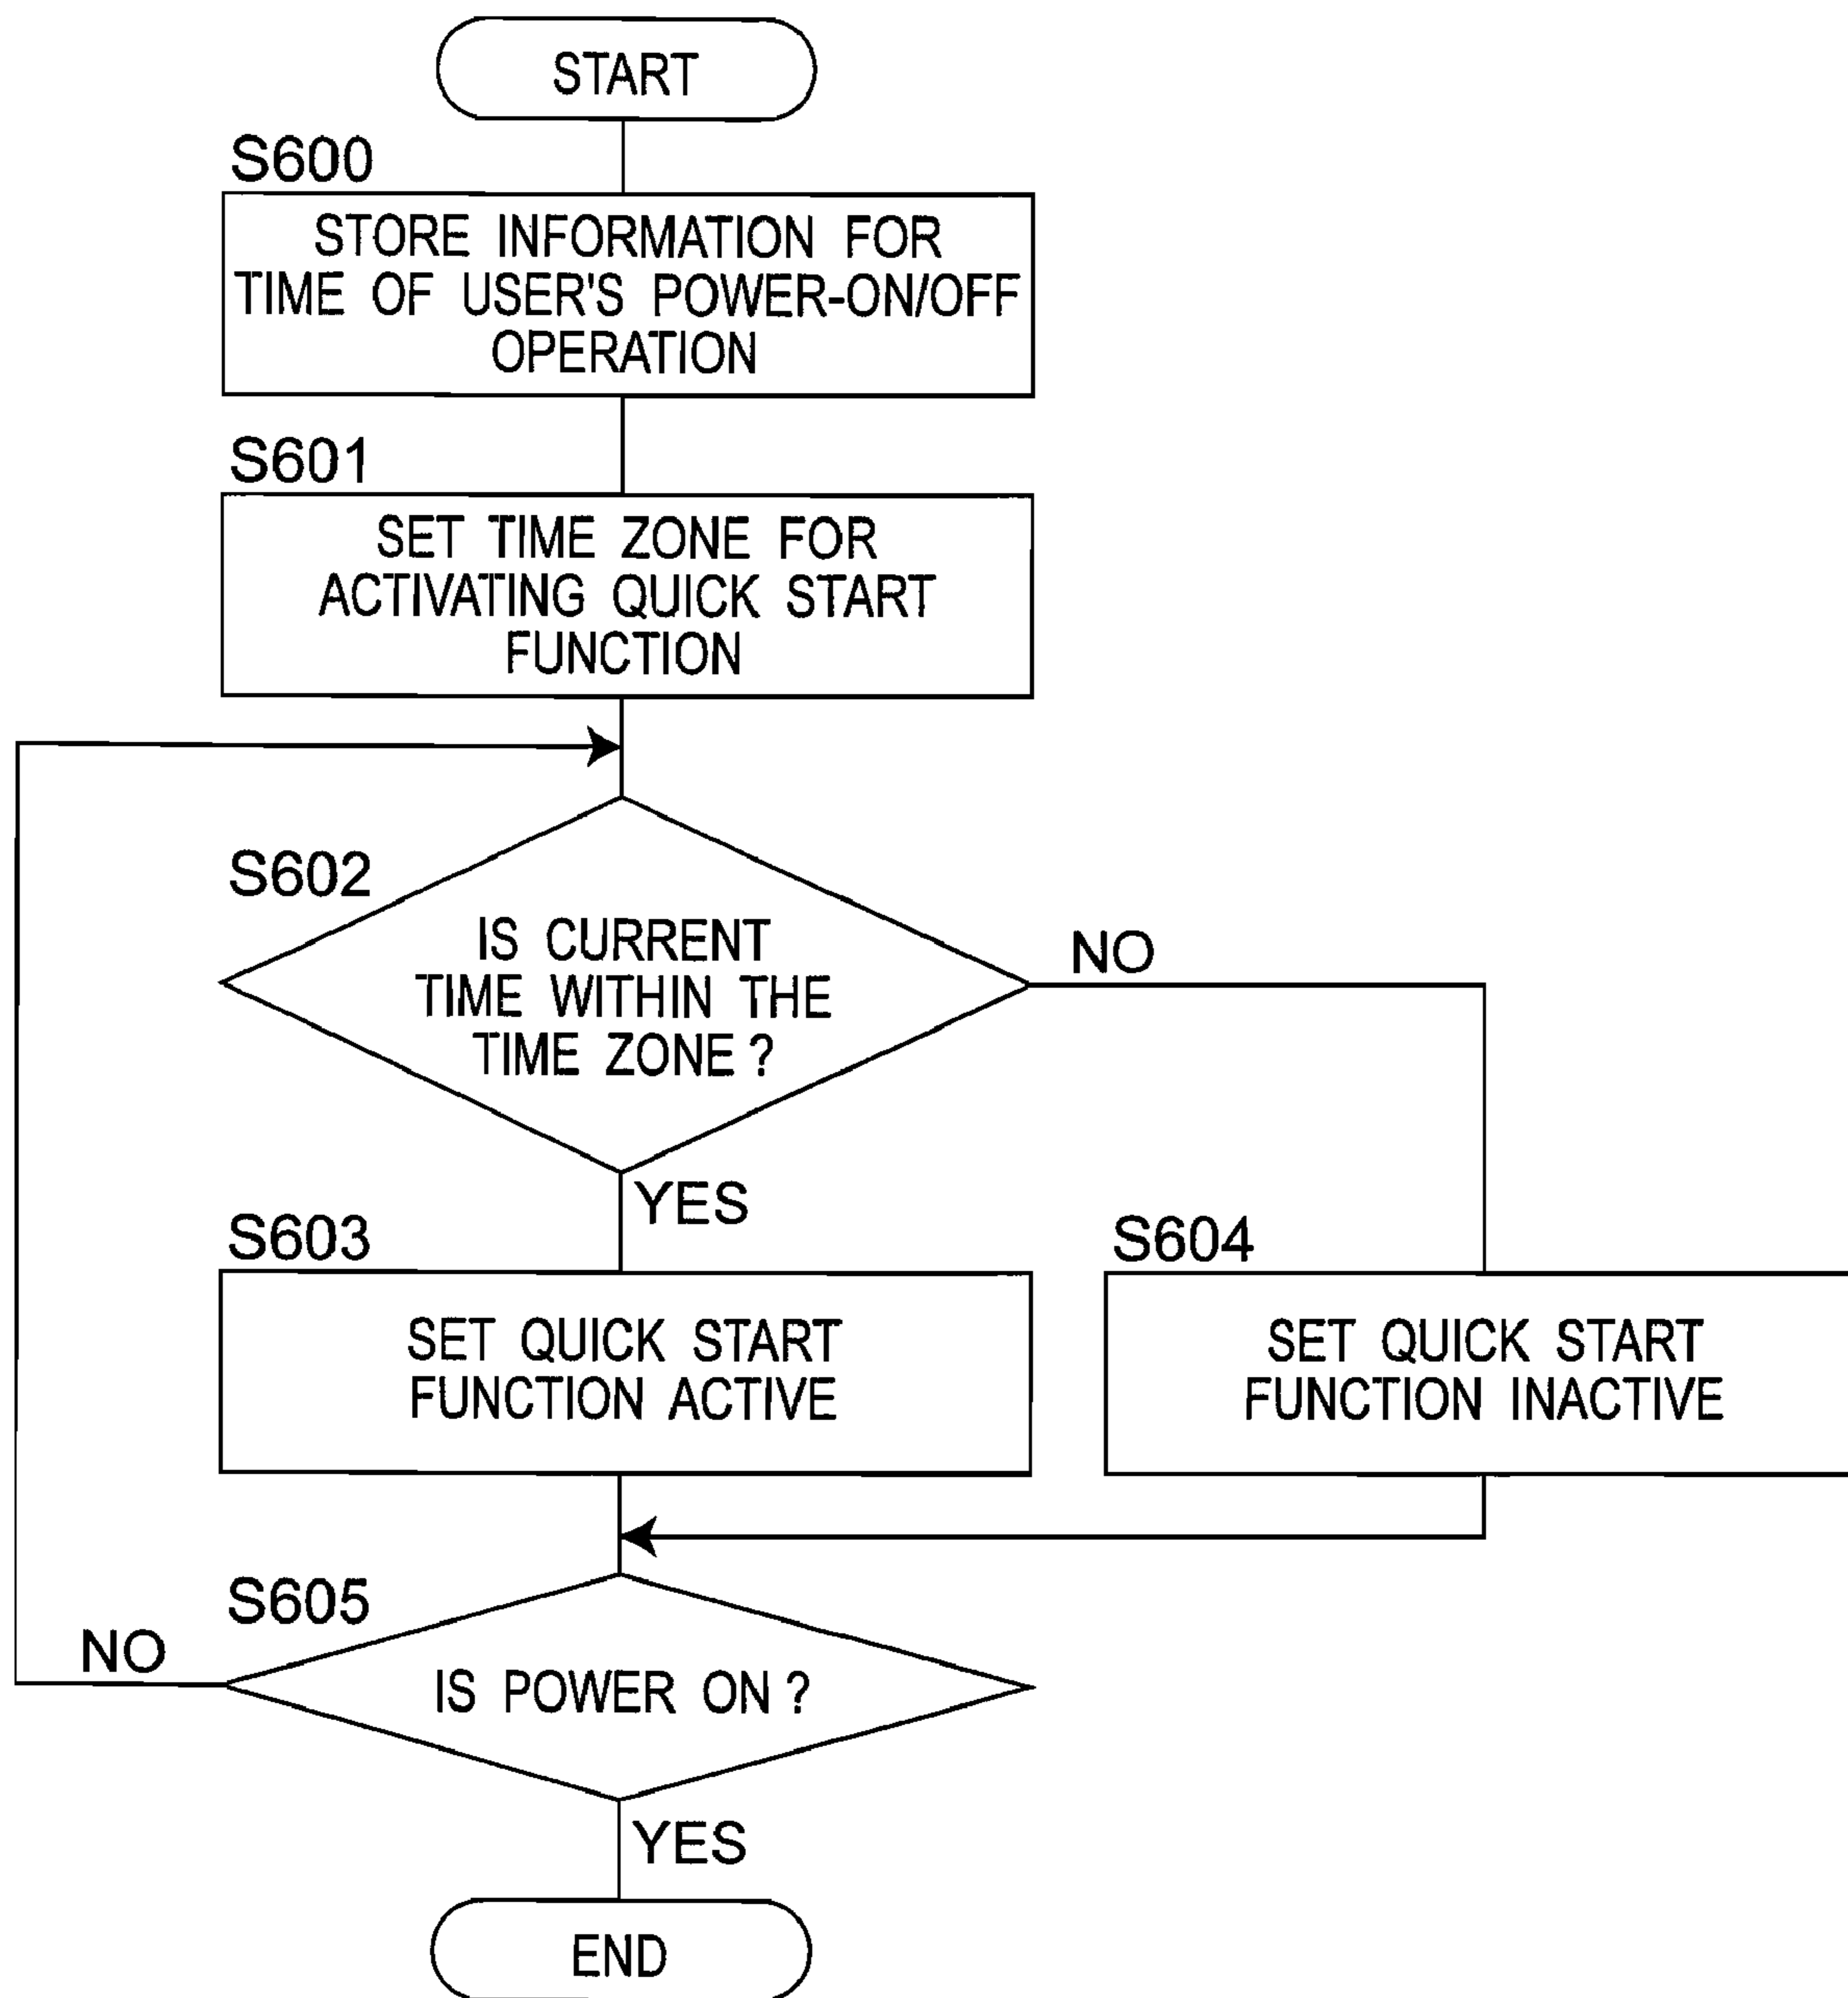 START
S600
STORE INFORMATION FOR
TIME OF USER'S POWER-ON/OFF
OPERATION
S601
SET TIME ZONE FOR
ACTIVATING QUICK START
FUNCTION
S602
IS CURRENT
TIME WITHIN THE
TIME ZONE ?
NO
YES
S603
SET QUICK START
FUNCTION ACTIVE
S604
SET QUICK START
FUNCTION INACTIVE
S605
NO
IS POWER ON ?
YES
END